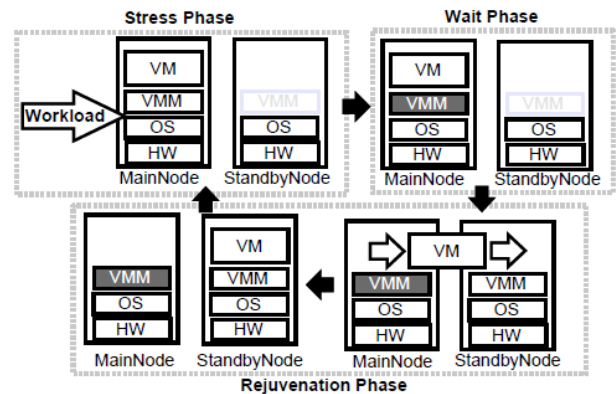 Stress Phase
Wait Phase
Workload
VM
VMM
OS
HW
MainNode
VMM
OS
HW
StandbyNode
VM
VMM
OS
HW
MainNode
VMM
OS
HW
StandbyNode
VMM
OS
HW
MainNode
VM
VMM
OS
HW
StandbyNode
VM
VMM
OS
HW
MainNode
VMM
OS
HW
StandbyNode
Rejuvenation Phase